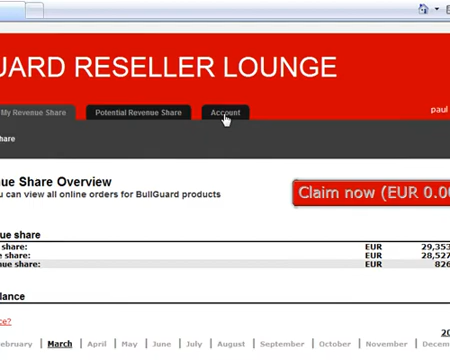 UARD RESELLER LOUNGE
My Revenue Share
Potential Revenue Share
Account
paul
hare
ue Share Overview
u can view all online orders for BullGuard products
Claim now (EUR 0.0
nue share
share: EUR 29,353
e share: EUR 28,527
nue share: EUR 826
lance
ce?
20
ebruary | March | April | May | June | July | August | September | October | November | Decem